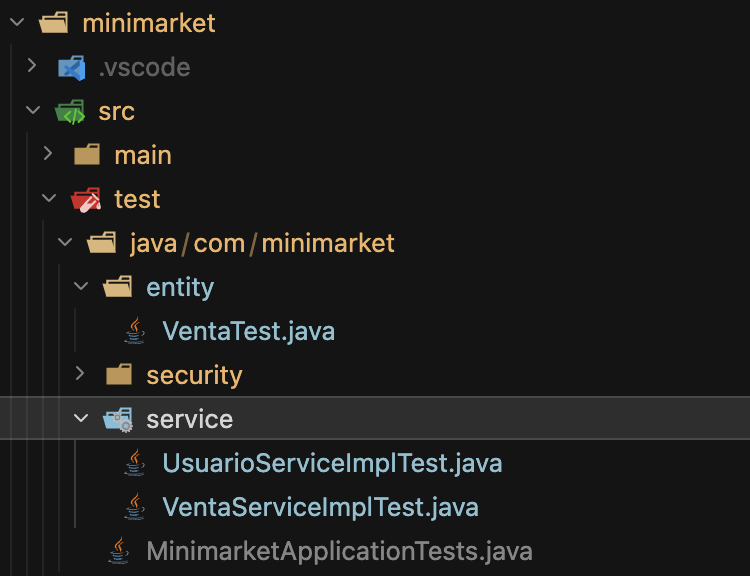 minimarket
.vscode
src
main
test
java/com/minimarket
entity
VentaTest.java
security
service
UsuarioServiceImplTest.java
VentaServiceImplTest.java
MinimarketApplicationTests.java